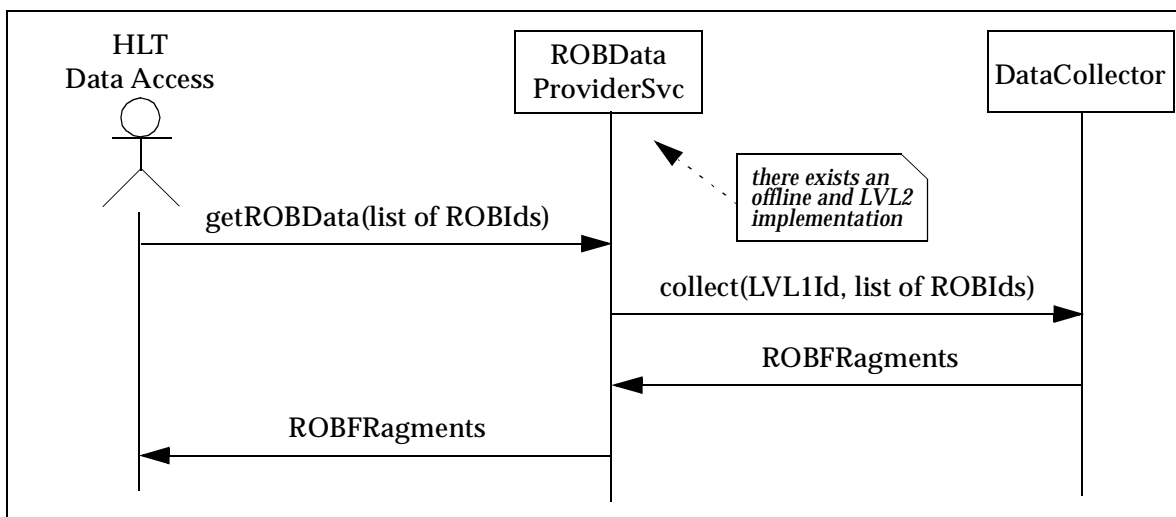 HLT
Data Access
ROBData
ProviderSvc
DataCollector
there exists an
offline and LVL2
implementation
getROBData(list of ROBIds)
collect(LVL1Id, list of ROBIds)
ROBFRagments
ROBFRagments